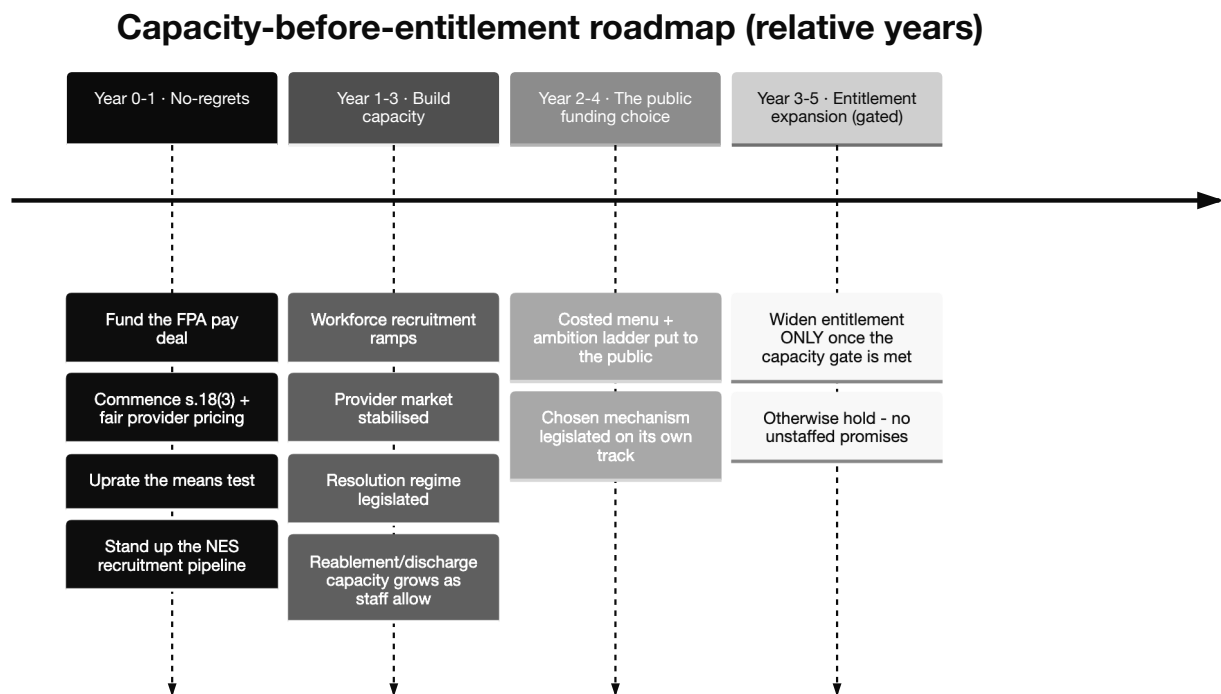 Capacity-before-entitlement roadmap (relative years)
Year 0-1 · No-regrets
Year 1-3 · Build
capacity
Year 2-4 · The public
funding choice
Year 3-5 · Entitlement
expansion (gated)
Fund the FPA pay
deal
Commence s.18(3) +
fair provider pricing
Uprate the means test
Stand up the NES
recruitment pipeline
Workforce recruitment
ramps
Provider market
stabilised
Resolution regime
legislated
Reablement/discharge
capacity grows as
staff allow
Costed menu +
ambition ladder put to
the public
Chosen mechanism
legislated on its own
track
Widen entitlement
ONLY once the
capacity gate is met
Otherwise hold - no
unstaffed promises